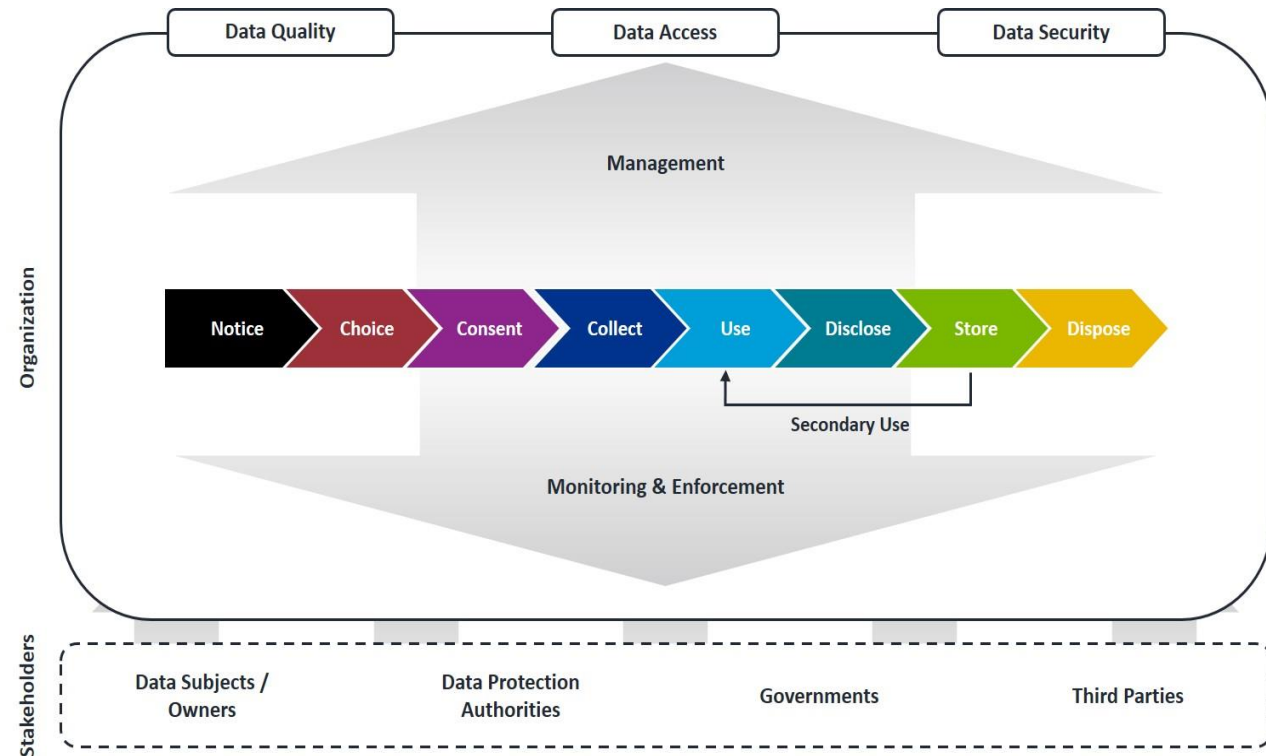 Data Quality
Data Access
Data Security
Management
Organization
Notice
Choice
Consent
Collect
Use
Disclose
Store
Dispose
Secondary Use
Monitoring & Enforcement
Stakeholders
Data Subjects /
Owners
Data Protection
Authorities
Governments
Third Parties